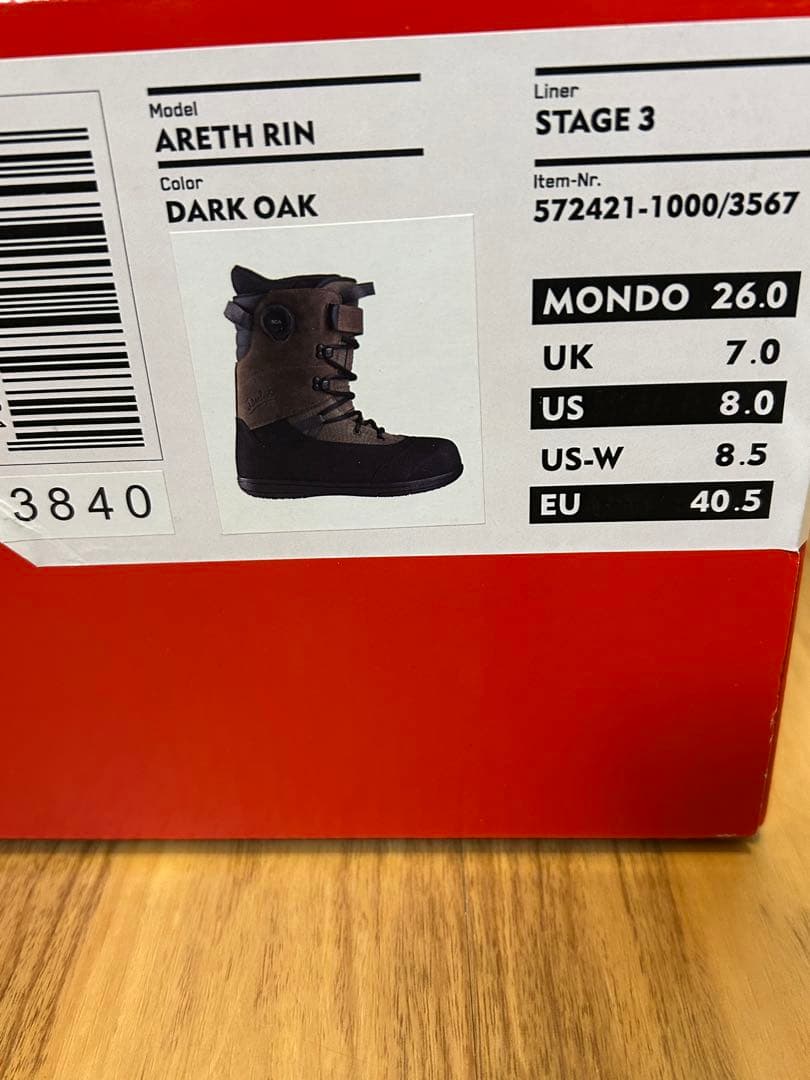 Model
ARETH RIN
Color
DARK OAK
Liner
STAGE 3
Item-Nr.
572421-1000/3567
MONDO 26.0
UK 7.0
US 8.0
US-W 8.5
EU 40.5
3840